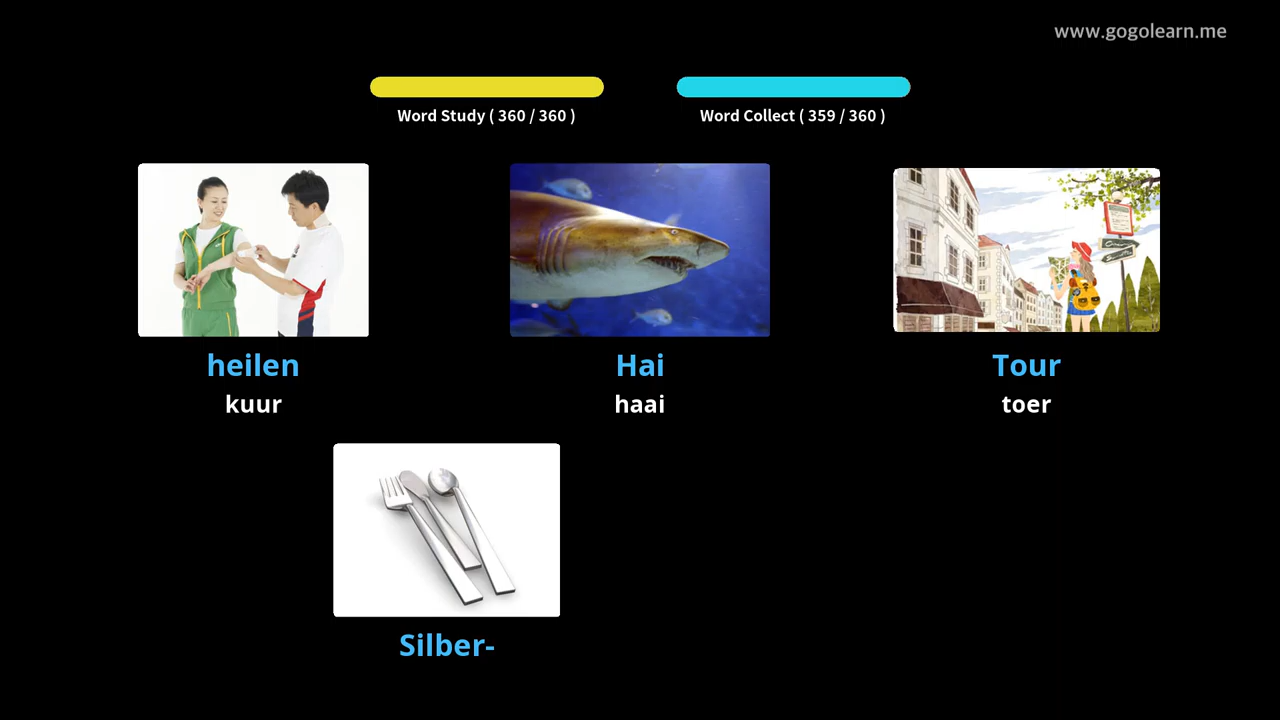 www.gogolearn.me
Word Study ( 360 / 360 )
Word Collect ( 359 / 360 )
heilen
kuur
Hai
haai
Tour
toer
Silber-